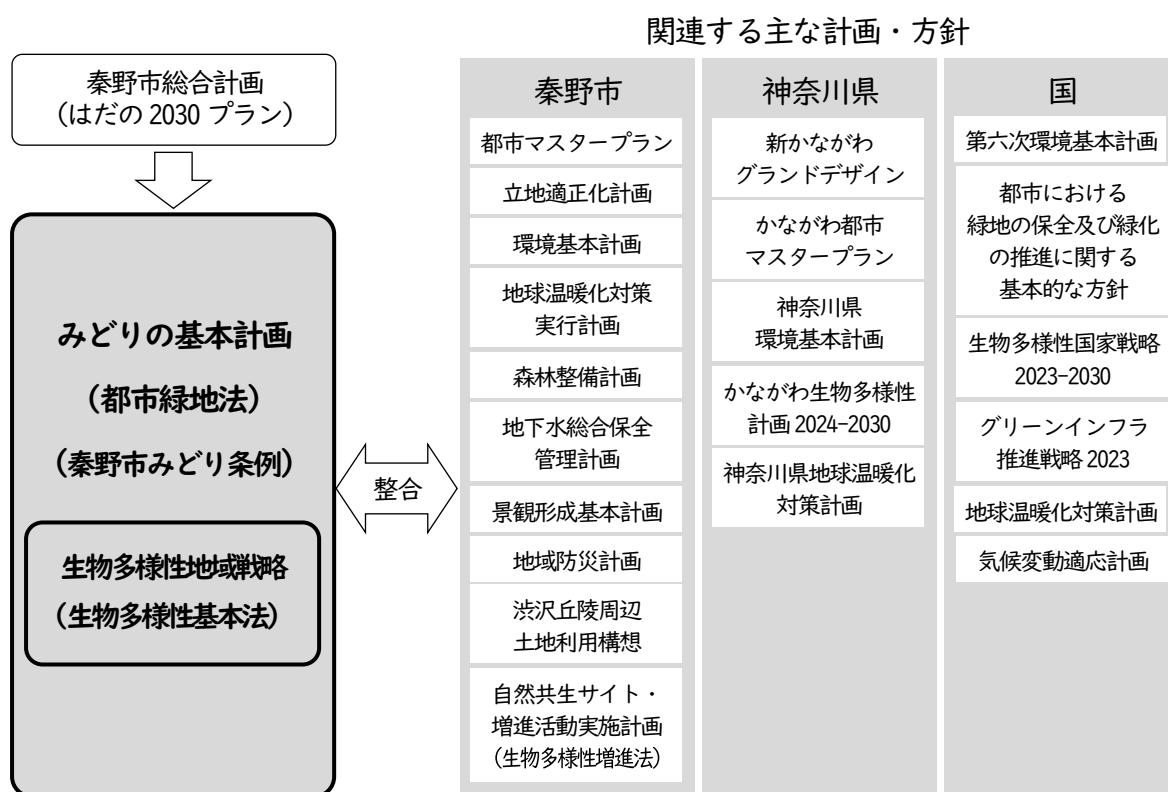 関連する主な計画・方針
秦野市総合計画
（はだの 2030 プラン）
みどりの基本計画
（都市緑地法）
（秦野市みどり条例）
生物多様性地域戦略
（生物多様性基本法）
整合
秦野市
都市マスタープラン
立地適正化計画
環境基本計画
地球温暖化対策
実行計画
森林整備計画
地下水総合保全
管理計画
景観形成基本計画
地域防災計画
渋沢丘陵周辺
土地利用構想
自然共生サイト・
増進活動実施計画
（生物多様性増進法）
神奈川県
新かながわ
グランドデザイン
かながわ都市
マスタープラン
神奈川県
環境基本計画
かながわ生物多様性
計画 2024-2030
神奈川県地球温暖化
対策計画
国
第六次環境基本計画
都市における
緑地の保全及び緑化
の推進に関する
基本的な方針
生物多様性国家戦略
2023-2030
グリーンインフラ
推進戦略 2023
地球温暖化対策計画
気候変動適応計画